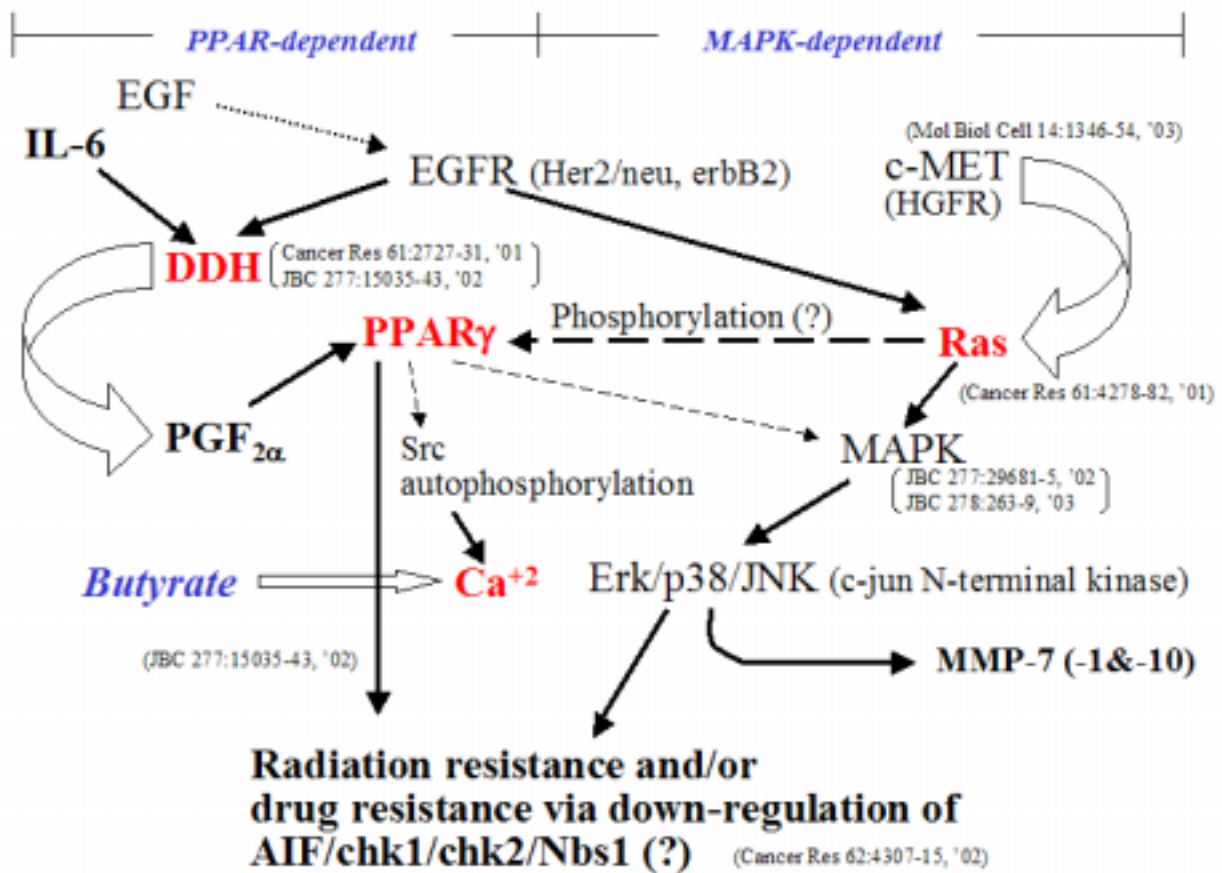 PPAR-dependent
MAPK-dependent
EGF
IL-6
EGFR (Her2/neu, erbB2)
(Mol Biol Cell 14:1346-54, `03)
c-MET
(HGFR)
DDH
(Cancer Res 61:2727-31, `01
JBC 277:15035-43, `02)
Phosphorylation (?)
PPARγ
Ras
(Cancer Res 61:4278-82, `01)
PGF2α
MAPK
Src
autophosphorylation
(JBC 277:29681-5, `02
JBC 278:263-9, `03)
Butyrate
Ca+2
Erk/p38/JNK (c-jun N-terminal kinase)
(JBC 277:15035-43, `02)
MMP-7 (-1&-10)
Radiation resistance and/or
drug resistance via down-regulation of
AIF/chk1/chk2/Nbs1 (?)
(Cancer Res 62:4307-15, `02)